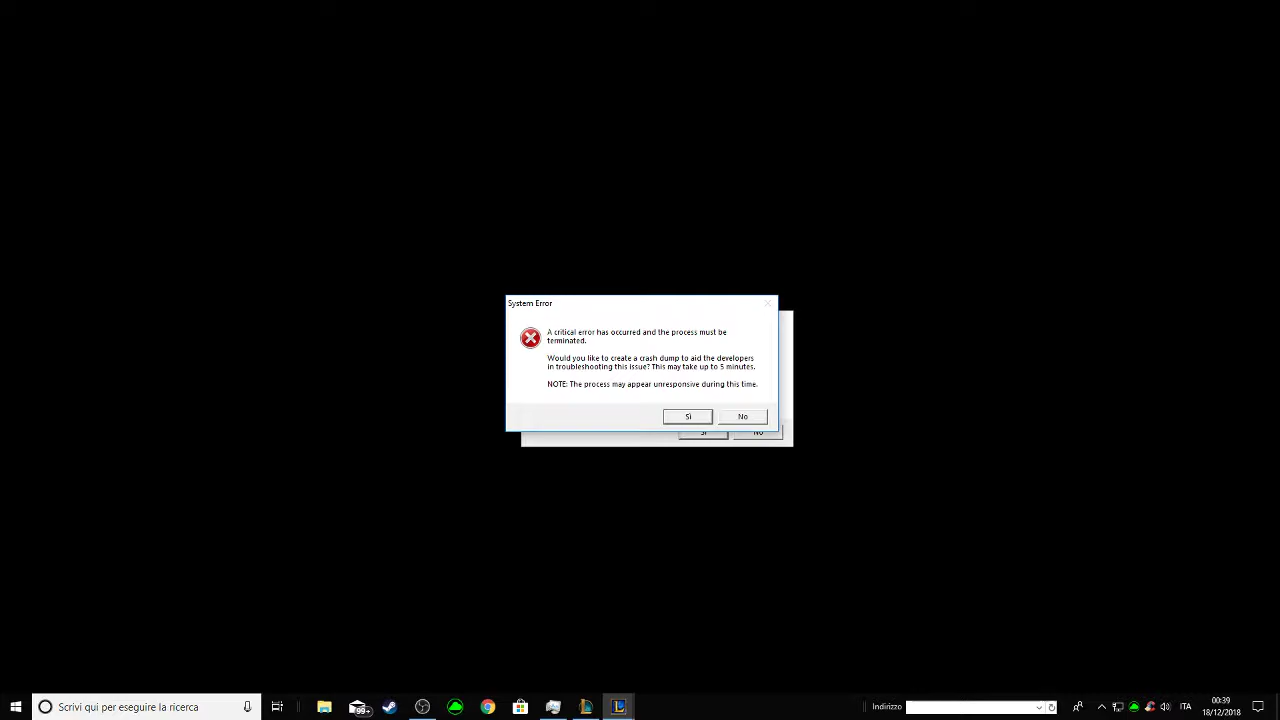 System Error
A critical error has occurred and the process must be
terminated.
Would you like to create a crash dump to aid the developers
in troubleshooting this issue? This may take up to 5 minutes.
NOTE: The process may appear unresponsive during this time.
Sì No
Sì No
Scrivi qui per eseguire la ricerca
99+
Indirizzo
ITA
00:39
18/12/2018